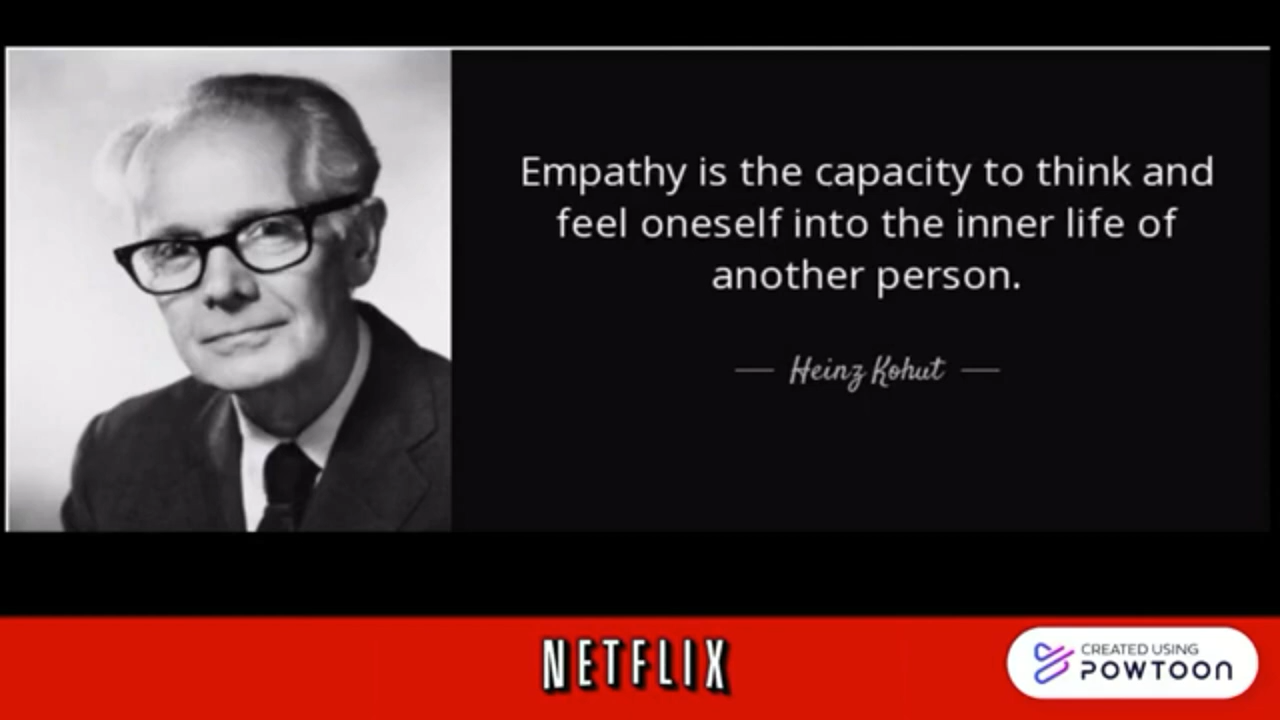 Empathy is the capacity to think and
feel oneself into the inner life of
another person.
Heinz Kohut
NETFLIX
CREATED USING
POWTOON